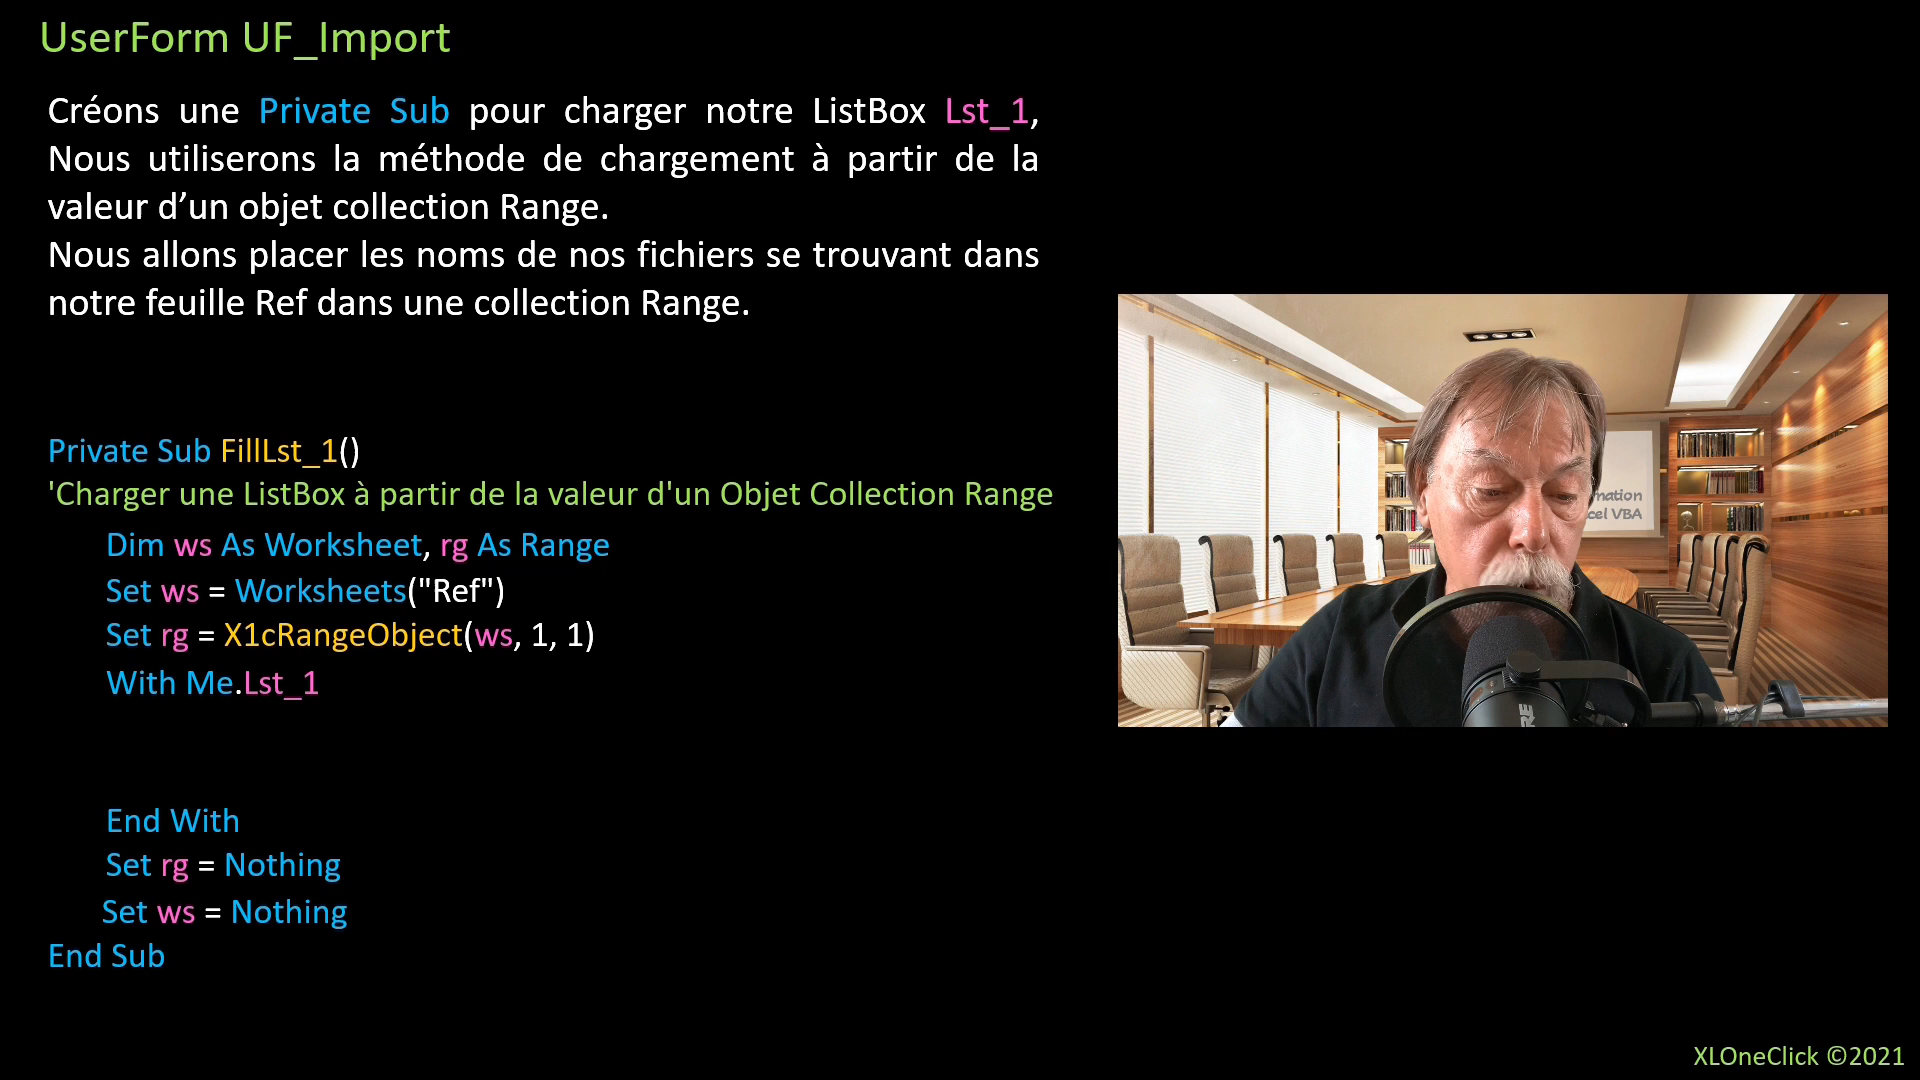 UserForm UF_Import
Créons une Private Sub pour charger notre ListBox Lst_1,
Nous utiliserons la méthode de chargement à partir de la
valeur d’un objet collection Range.
Nous allons placer les noms de nos fichiers se trouvant dans
notre feuille Ref dans une collection Range.
Private Sub FillLst_1()
'Charger une ListBox à partir de la valeur d'un Objet Collection Range
Dim ws As Worksheet, rg As Range
Set ws = Worksheets("Ref")
Set rg = X1cRangeObject(ws, 1, 1)
With Me.Lst_1
End With
Set rg = Nothing
Set ws = Nothing
End Sub
mation
cel VBA
RE
XLOneClick ©2021